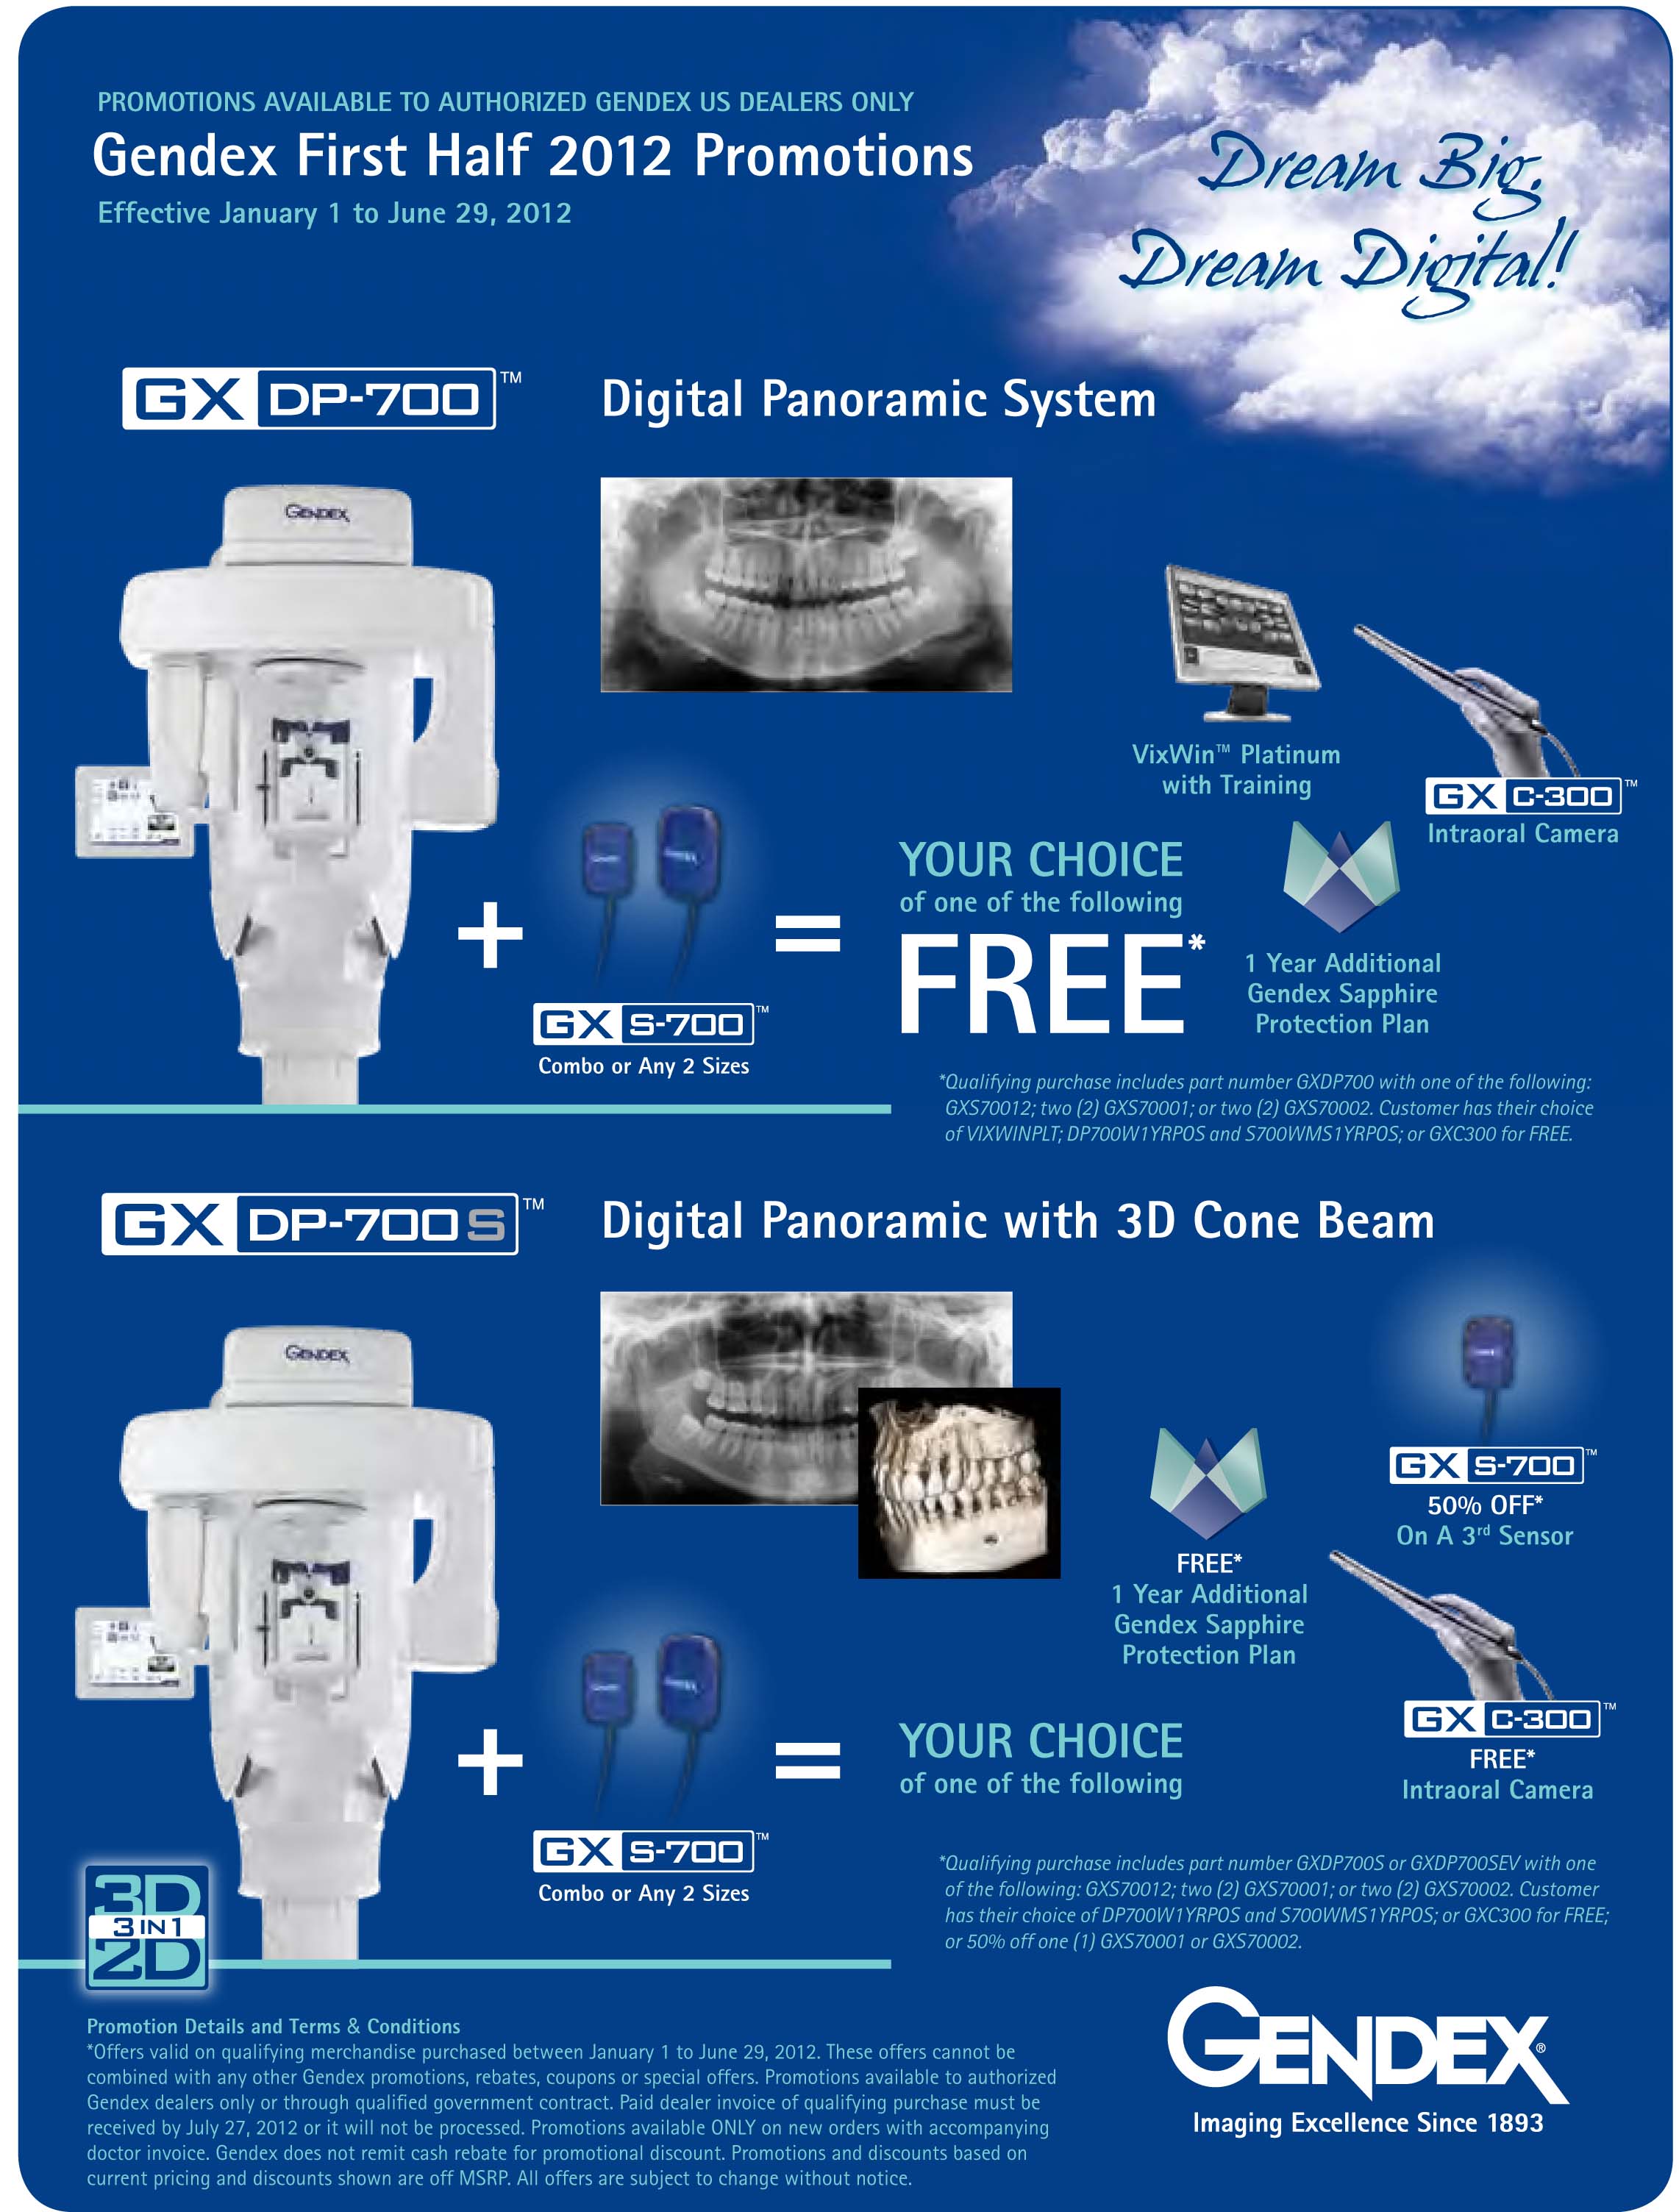 PROMOTIONS AVAILABLE TO AUTHORIZED GENDEX US DEALERS ONLY
Gendex First Half 2012 Promotions
Effective January 1 to June 29, 2012
Dream Big,
Dream Digital!
GX DP-700™
Digital Panoramic System
GENDEX
VixWin™ Platinum
with Training
GX C-300™
Intraoral Camera
YOUR CHOICE
of one of the following
FREE*
+
=
1 Year Additional
Gendex Sapphire
Protection Plan
GX S-700™
Combo or Any 2 Sizes
*Qualifying purchase includes part number GXDP700 with one of the following:
GXS70012; two (2) GXS70001; or two (2) GXS70002. Customer has their choice
of VIXWINPLT; DP700W1YRPOS and S700WMS1YRPOS; or GXC300 for FREE.
GX DP-700S™
Digital Panoramic with 3D Cone Beam
GENDEX
GX S-700™
50% OFF*
On A 3rd Sensor
FREE*
1 Year Additional
Gendex Sapphire
Protection Plan
GX C-300™
FREE*
Intraoral Camera
+
=
YOUR CHOICE
of one of the following
GX S-700™
Combo or Any 2 Sizes
*Qualifying purchase includes part number GXDP700S or GXDP700SEV with one
of the following: GXS70012; two (2) GXS70001; or two (2) GXS70002. Customer
has their choice of DP700W1YRPOS and S700WMS1YRPOS; or GXC300 for FREE;
or 50% off one (1) GXS70001 or GXS70002.
3D
3 IN 1
2D
Promotion Details and Terms & Conditions
*Offers valid on qualifying merchandise purchased between January 1 to June 29, 2012. These offers cannot be
combined with any other Gendex promotions, rebates, coupons or special offers. Promotions available to authorized
Gendex dealers only or through qualified government contract. Paid dealer invoice of qualifying purchase must be
received by July 27, 2012 or it will not be processed. Promotions available ONLY on new orders with accompanying
doctor invoice. Gendex does not remit cash rebate for promotional discount. Promotions and discounts based on
current pricing and discounts shown are off MSRP. All offers are subject to change without notice.
GENDEX®
Imaging Excellence Since 1893